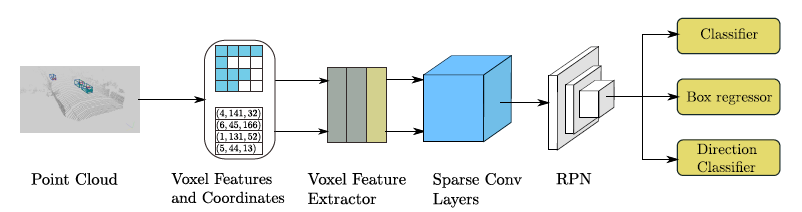 Classifier
(4, 141, 32)
(6, 45, 166)
(1, 131, 52)
(5, 44, 13)
Box regressor
Direction
Classifier
Point Cloud
Voxel Features
and Coordinates
Voxel Feature
Extractor
Sparse Conv
Layers
RPN